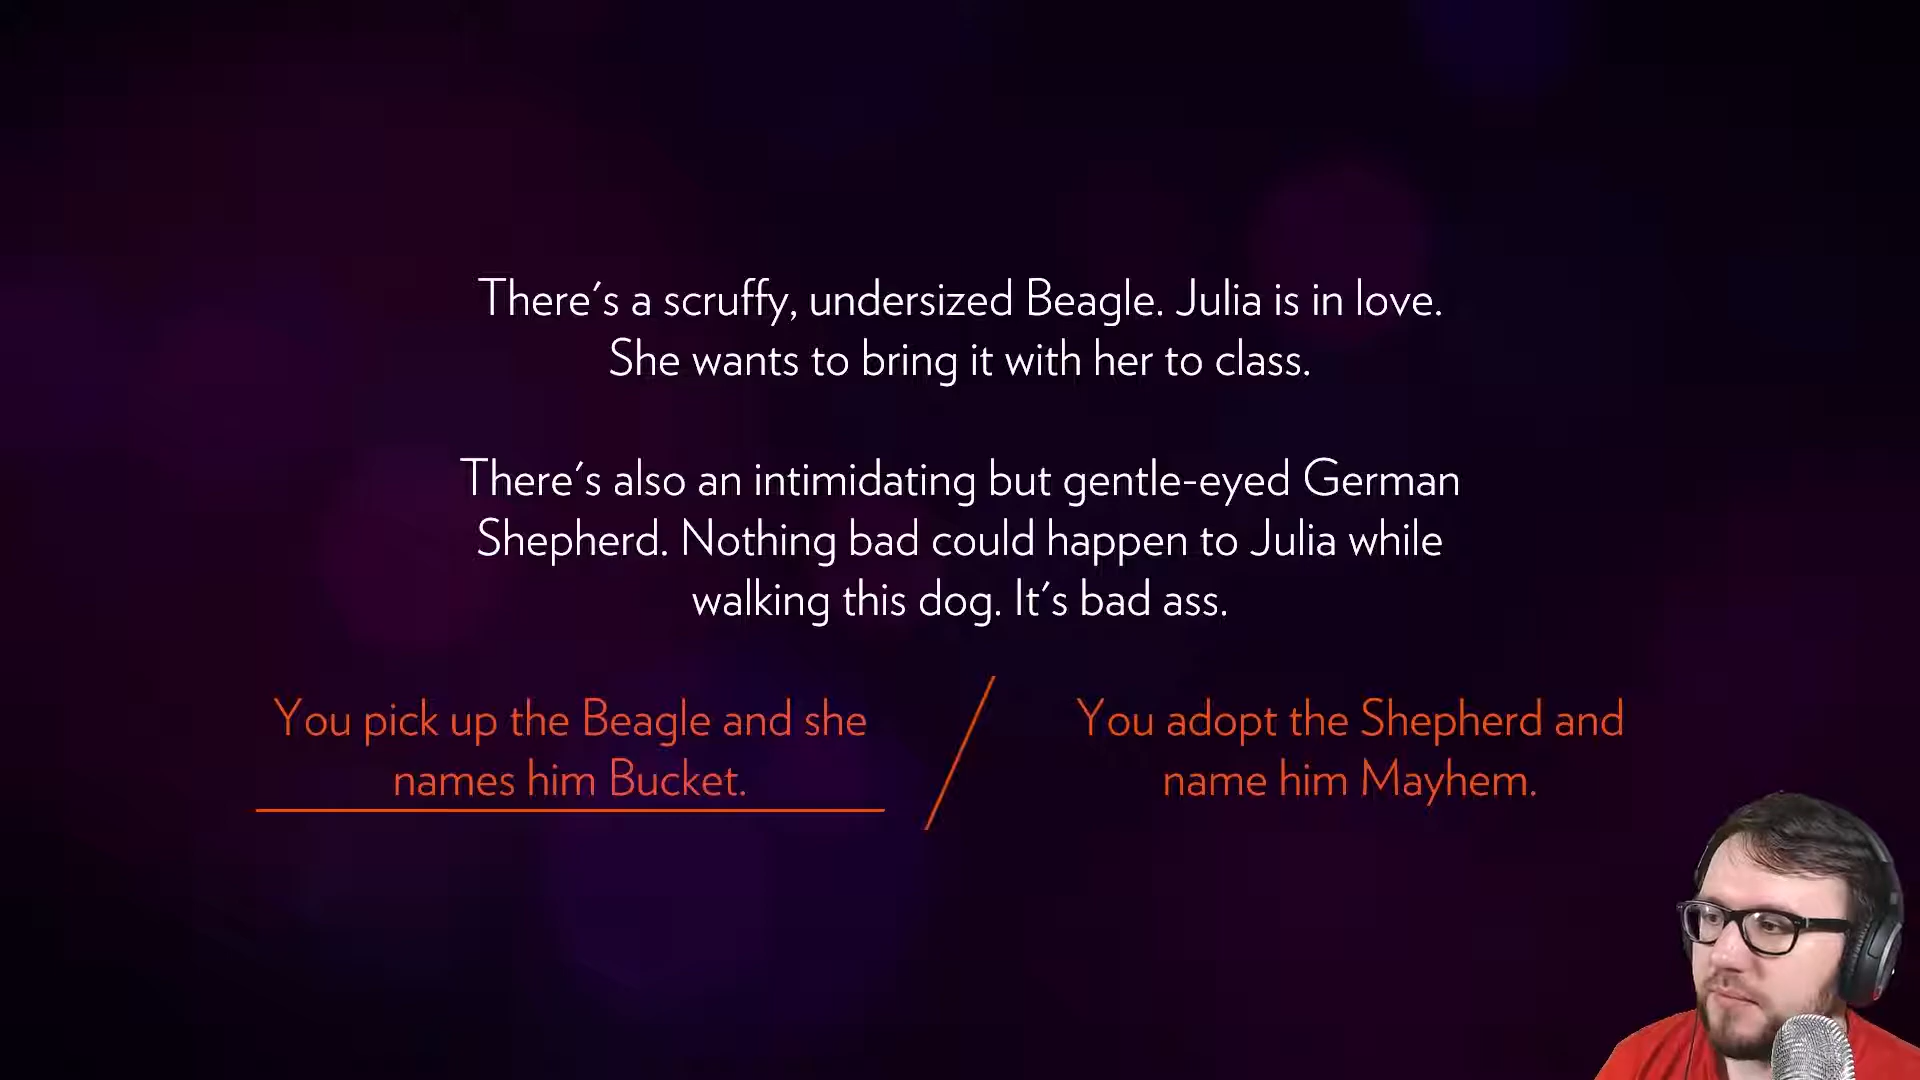 There's a scruffy, undersized Beagle. Julia is in love.
She wants to bring it with her to class.
There's also an intimidating but gentle-eyed German
Shepherd. Nothing bad could happen to Julia while
walking this dog. It's bad ass.
You pick up the Beagle and she
names him Bucket.
You adopt the Shepherd and
name him Mayhem.